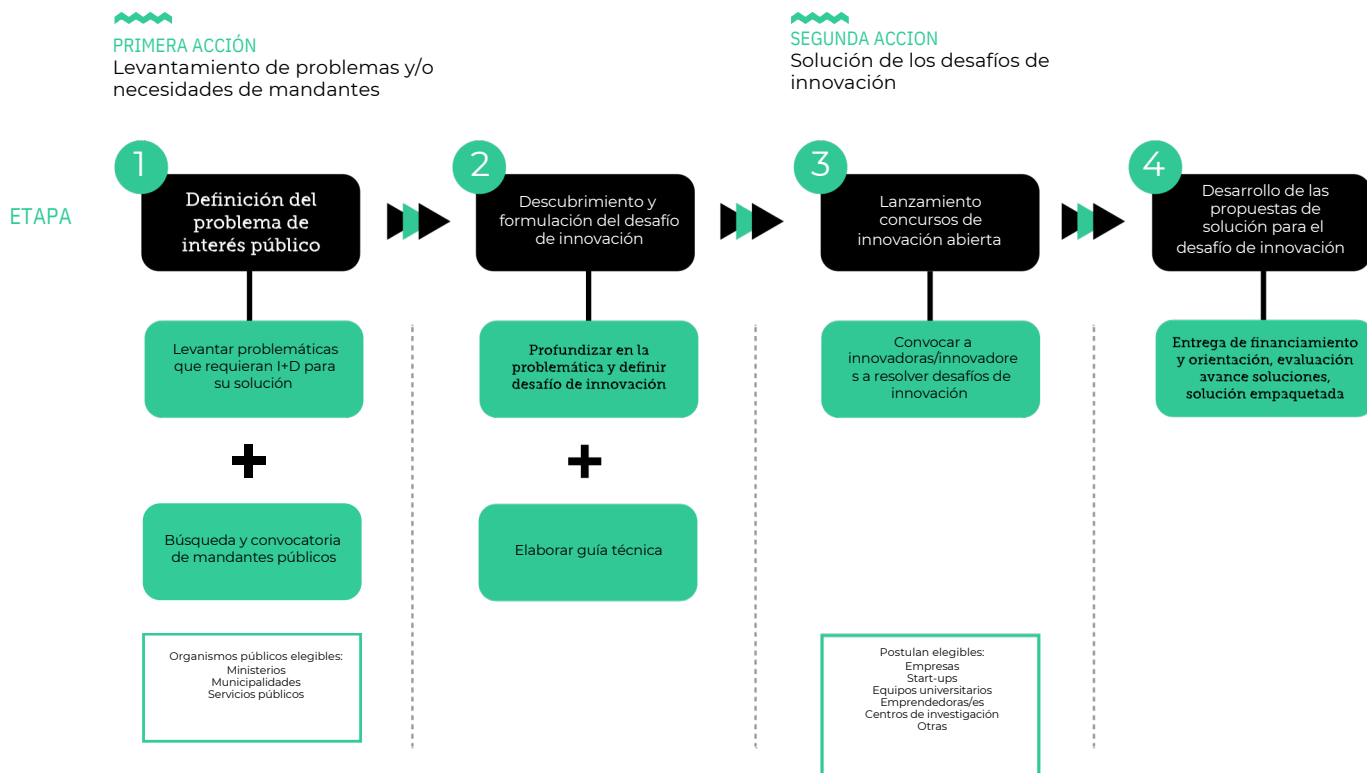 PRIMERA ACCIÓN
Levantamiento de problemas y/o
necesidades de mandantes
SEGUNDA ACCION
Solución de los desafíos de
innovación
ETAPA
1
Definición del
problema de
interés público
2
Descubrimiento y
formulación del desafío
de innovación
3
Lanzamiento
concursos de
innovación abierta
4
Desarrollo de las
propuestas de
solución para el
desafío de innovación
Levantar problemáticas
que requieran I+D para
su solución
Profundizar en la
problemática y definir
desafío de innovación
Convocar a
innovadoras/innovadore
s a resolver desafíos de
innovación
Entrega de financiamiento
y orientación, evaluación
avance soluciones,
solución empaquetada
+
+
Búsqueda y convocatoria
de mandantes públicos
Elaborar guía técnica
Organismos públicos elegibles:
Ministerios
Municipalidades
Servicios públicos
Postulan elegibles:
Empresas
Start-ups
Equipos universitarios
Emprendedoras/es
Centros de investigación
Otras